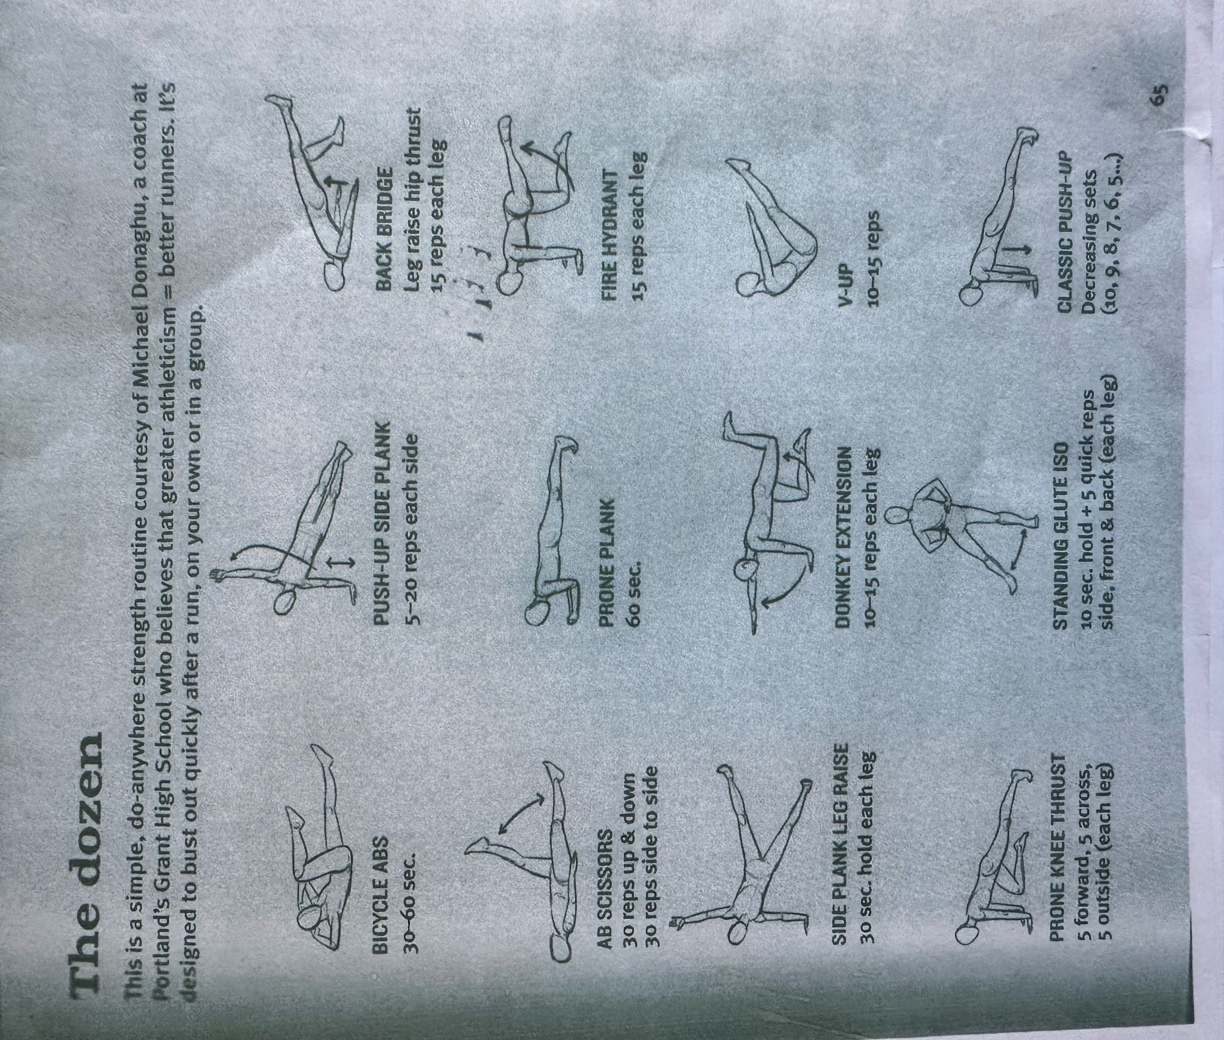 The dozen
This is a simple, do-anywhere strength routine courtesy of Michael Donaghu, a coach at
Portland's Grant High School who believes that greater athleticism = better runners. It's
designed to bust out quickly after a run, on your own or in a group.
BICYCLE ABS
30–60 sec.
PUSH-UP SIDE PLANK
5–20 reps each side
BACK BRIDGE
Leg raise hip thrust
15 reps each leg
AB SCISSORS
30 reps up & down
30 reps side to side
PRONE PLANK
60 sec.
FIRE HYDRANT
15 reps each leg
SIDE PLANK LEG RAISE
30 sec. hold each leg
DONKEY EXTENSION
10–15 reps each leg
V-UP
10–15 reps
PRONE KNEE THRUST
5 forward, 5 across,
5 outside (each leg)
STANDING GLUTE ISO
10 sec. hold + 5 quick reps
side, front & back (each leg)
CLASSIC PUSH-UP
Decreasing sets
(10, 9, 8, 7, 6, 5...)
65